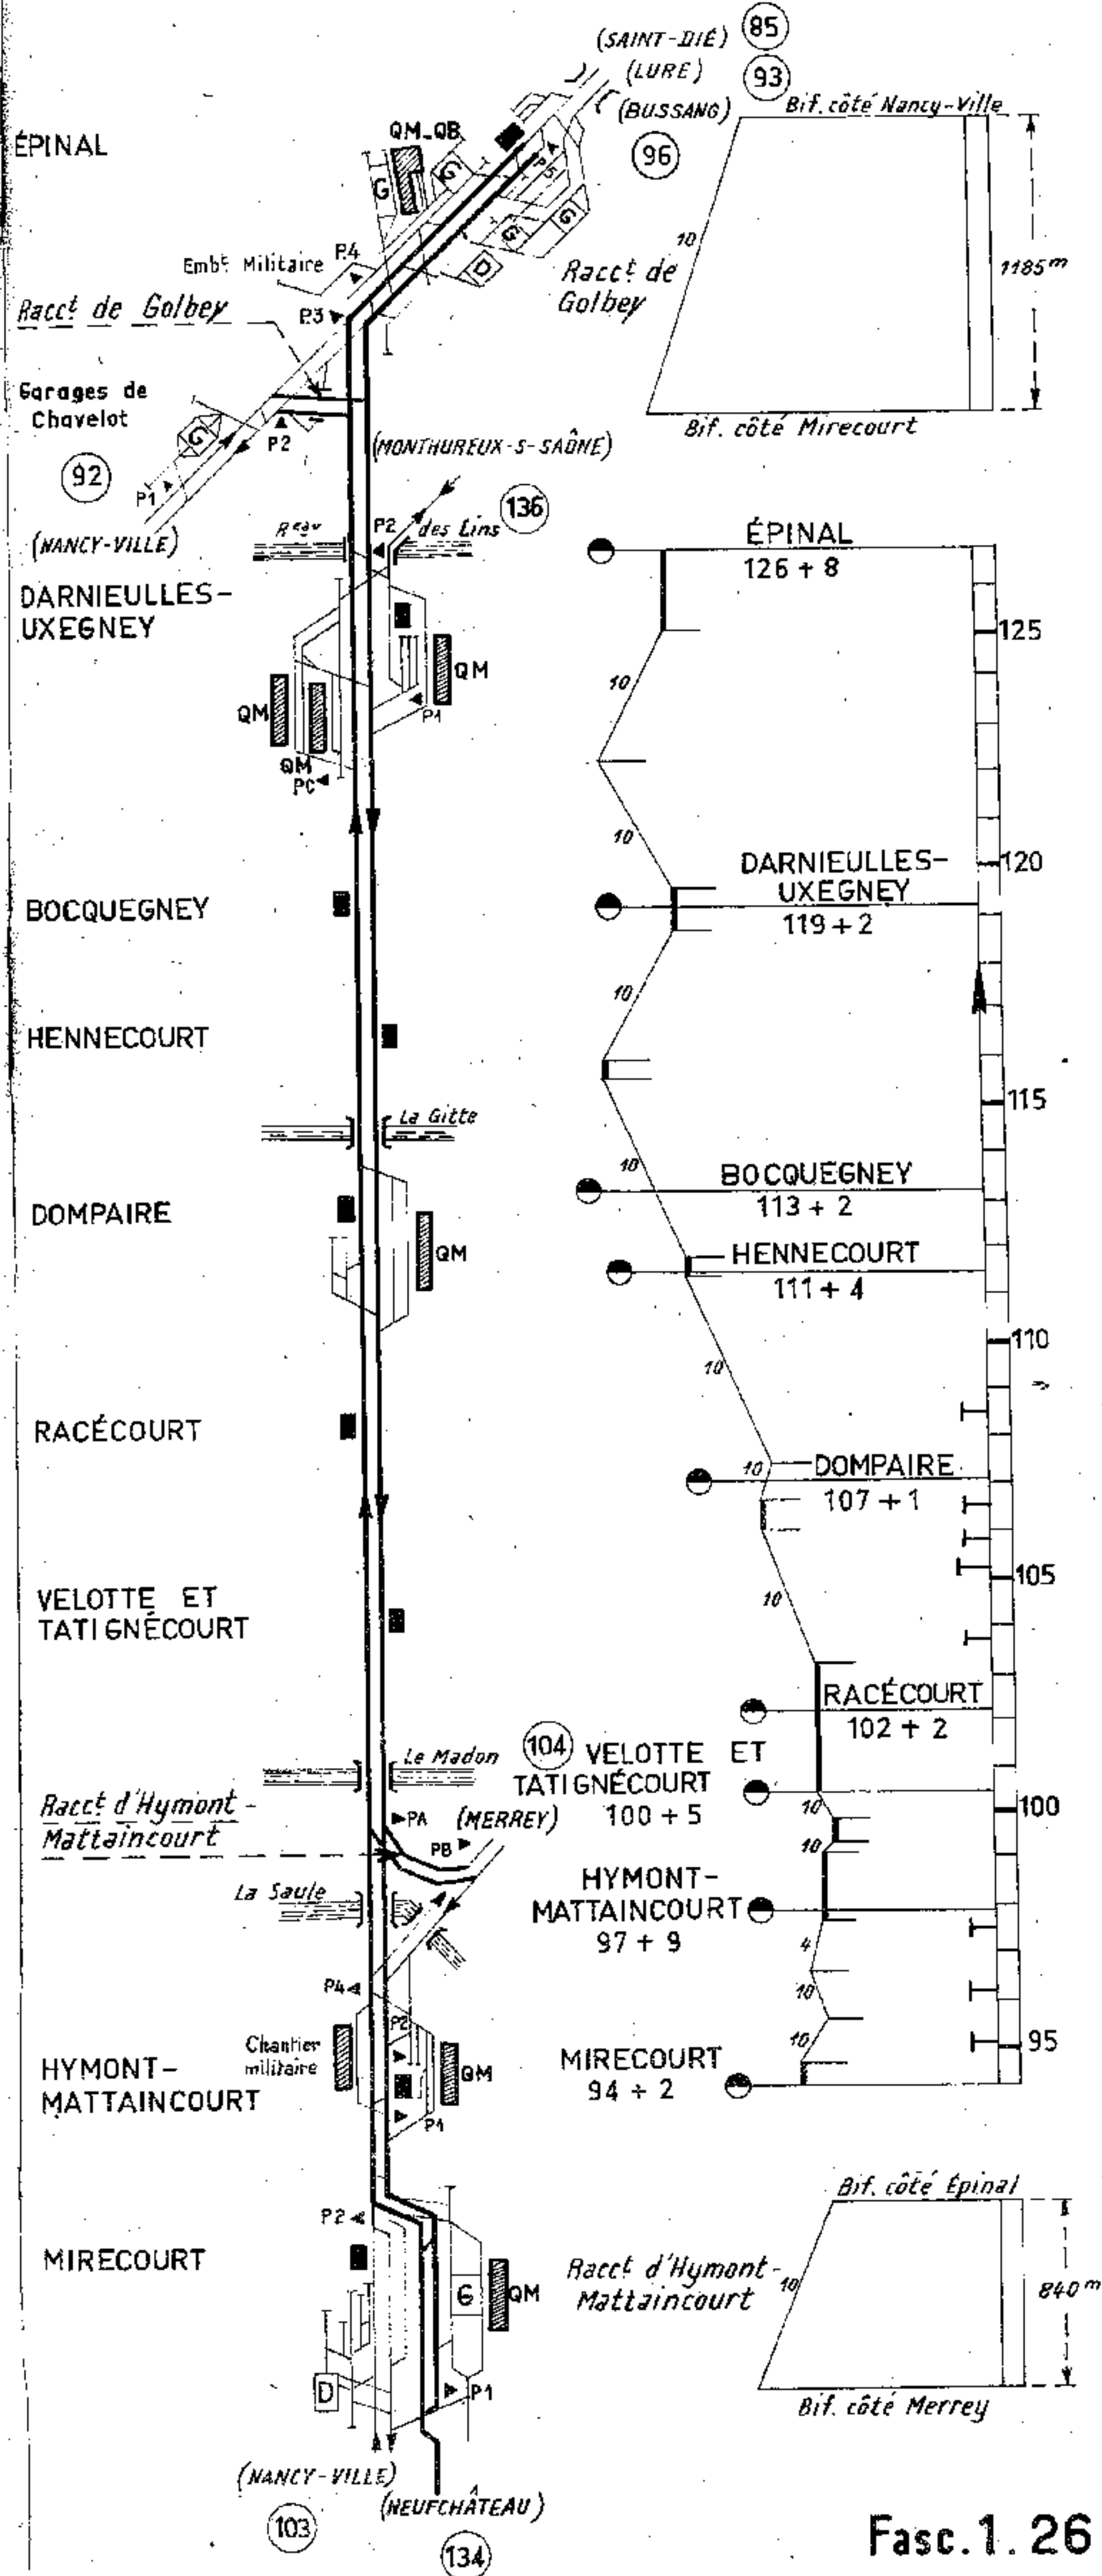 (SAINT-DIÉ) 85
(LURE) 93
(BUSSANG) 96
ÉPINAL
QM-QB
G
G
P5
G
G
D
Embt Militaire P.4
Racct de Golbey
P.3
Garages de
Chavelot
G
P2
92
P1
(NANCY-VILLE)
(MONTHUREUX-S-SAÔNE)
136
P2
des Lins
DARNIEULLES-
UXEGNEY
QM
QM
QM
P1
PC
BOCQUEGNEY
HENNECOURT
La Gitte
DOMPAIRE
QM
RACÉCOURT
VELOTTE ET
TATIGNÉCOURT
Le Madon
Racct d'Hymont-
Mattaincourt
PA
(MERREY)
104
PB
La Saule
P4
Chantier
militaire
P2
QM
P1
HYMONT-
MATTAINCOURT
P2
MIRECOURT
G
QM
D
P1
(NANCY-VILLE)
103
(NEUFCHÂTEAU)
134
Bif. côté Nancy-Ville
10
Racct de
Golbey
1185m
Bif. côté Mirecourt
ÉPINAL
126 + 8
125
10
10
DARNIEULLES-
UXEGNEY
119 + 2
120
10
115
10
BOCQUEGNEY
113 + 2
HENNECOURT
111 + 4
110
10
10
DOMPAIRE
107 + 1
105
10
RACÉCOURT
102 + 2
VELOTTE ET
TATIGNÉCOURT
100 + 5
100
10
10
HYMONT-
MATTAINCOURT
97 + 9
4
10
10
95
MIRECOURT
94 + 2
Bif. côté Épinal
Racct d'Hymont-
Mattaincourt
10
840m
Bif. côté Merrey
Fasc. 1. 26